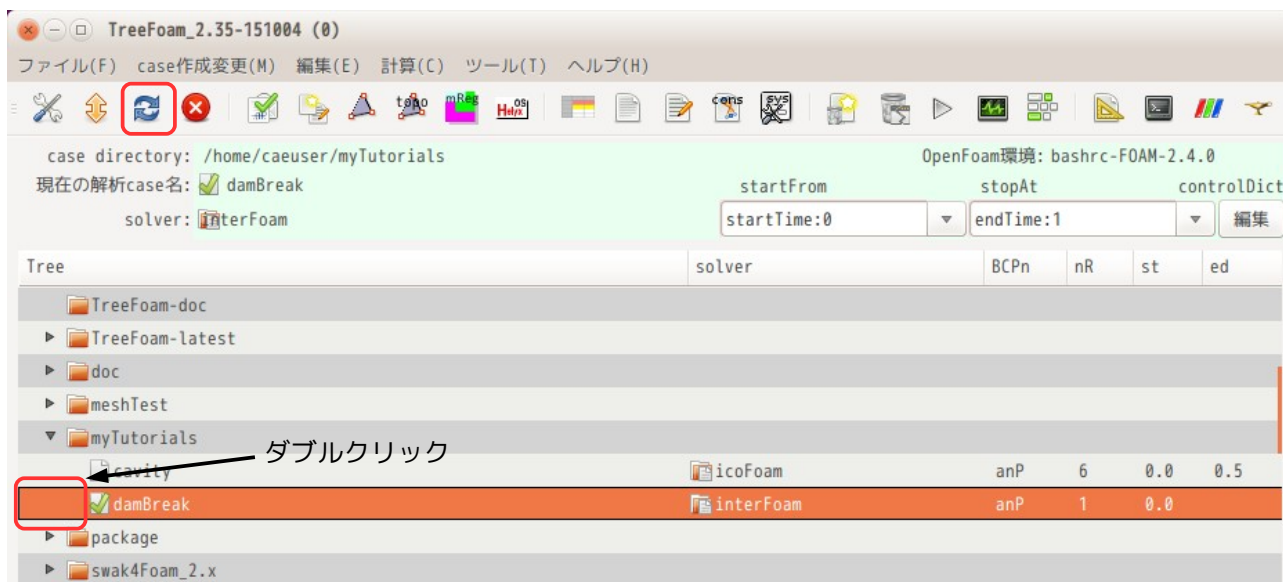 TreeFoam_2.35-151004 (0)
ファイル(F) case作成変更(M) 編集(E) 計算(C) ツール(T) ヘルプ(H)
topo mReg Helyx OS cons SYS
case directory: /home/caeuser/myTutorials OpenFoam環境: bashrc-FOAM-2.4.0
現在の解析case名: damBreak startFrom stopAt controlDict
solver: interFoam startTime:0 endTime:1 編集
Tree solver BCPn nR st ed
TreeFoam-doc
TreeFoam-latest
doc
meshTest
myTutorials
ダブルクリック
cavity icoFoam anP 6 0.0 0.5
damBreak interFoam anP 1 0.0
package
swak4Foam_2.x